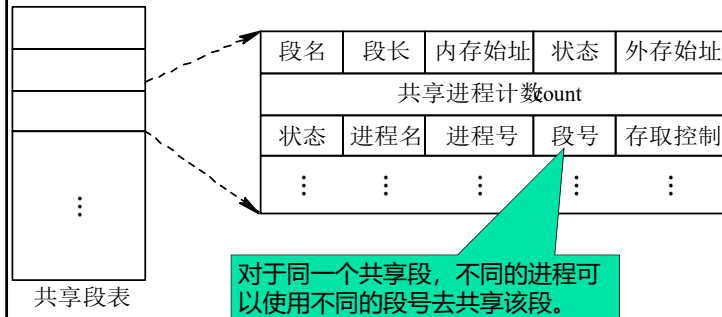 段名 段长 内存始址 状态 外存始址
共享进程计数count
状态 进程名 进程号 段号 存取控制
⋮ ⋮ ⋮ ⋮ ⋮
⋮
对于同一个共享段，不同的进程可
以使用不同的段号去共享该段。
共享段表